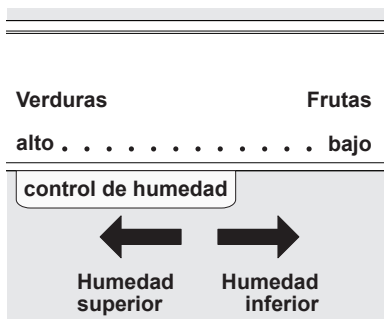 Verduras Frutas
alto . . . . . . . . . . . . . bajo
control de humedad
Humedad Humedad
superior inferior